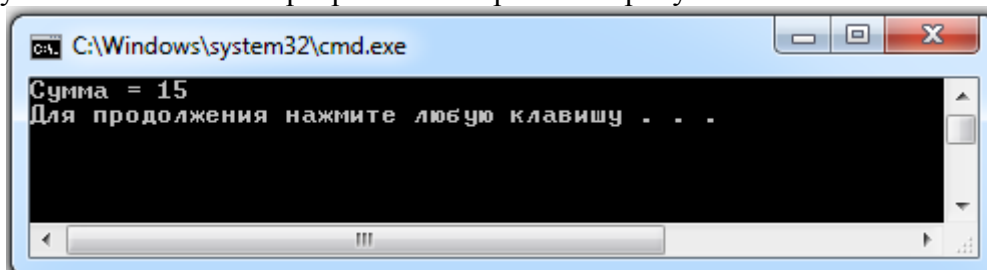 C:\Windows\system32\cmd.exe
Сумма = 15
Для продолжения нажмите любую клавишу . . .